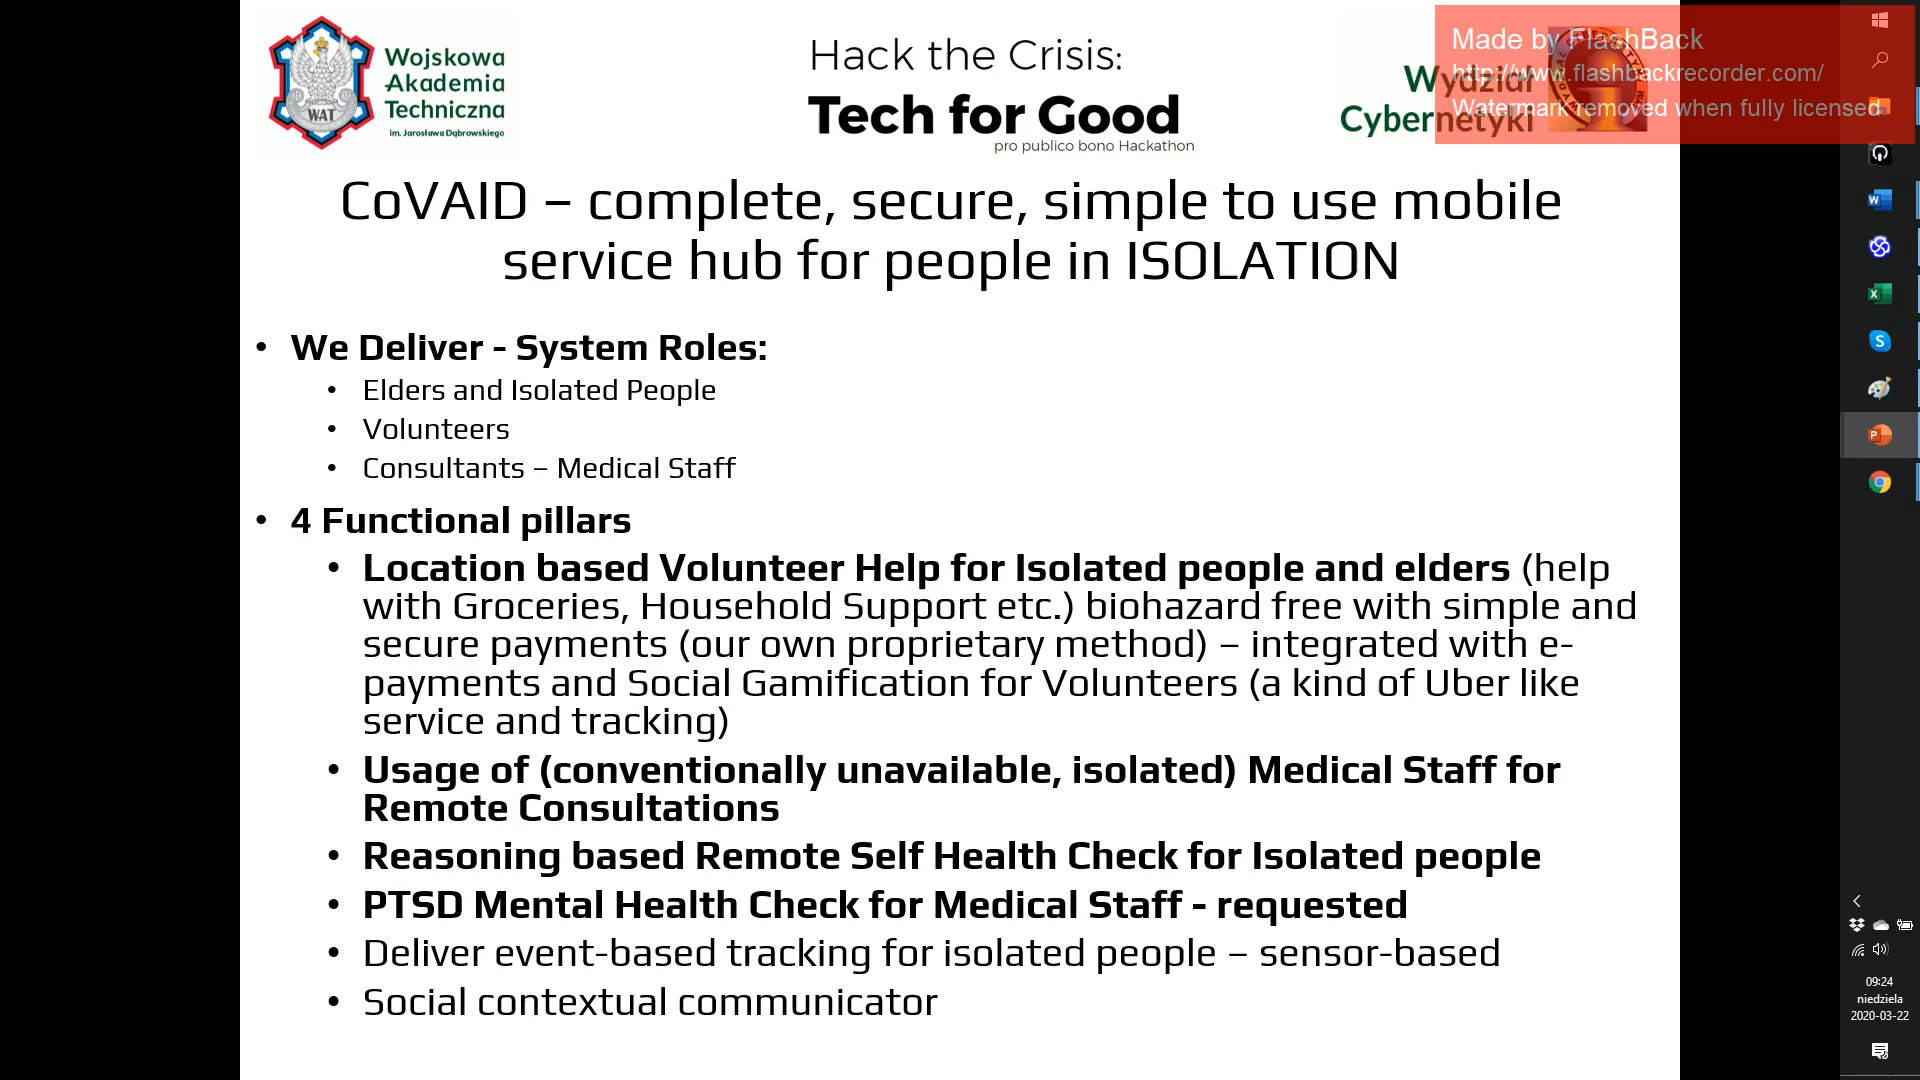 Wojskowa
Akademia
Techniczna
im. Jarosława Dąbrowskiego
WAT
Hack the Crisis:
Tech for Good
pro publico bono Hackathon
Wydział
Cybernetyki
Made by FlashBack
http://www.flashbackrecorder.com/
Watermark removed when fully licensed
CoVAID – complete, secure, simple to use mobile
service hub for people in ISOLATION
• We Deliver - System Roles:
• Elders and Isolated People
• Volunteers
• Consultants – Medical Staff
• 4 Functional pillars
• Location based Volunteer Help for Isolated people and elders (help
with Groceries, Household Support etc.) biohazard free with simple and
secure payments (our own proprietary method) – integrated with e-
payments and Social Gamification for Volunteers (a kind of Uber like
service and tracking)
• Usage of (conventionally unavailable, isolated) Medical Staff for
Remote Consultations
• Reasoning based Remote Self Health Check for Isolated people
• PTSD Mental Health Check for Medical Staff - requested
• Deliver event-based tracking for isolated people – sensor-based
• Social contextual communicator
09:24
niedziela
2020-03-22